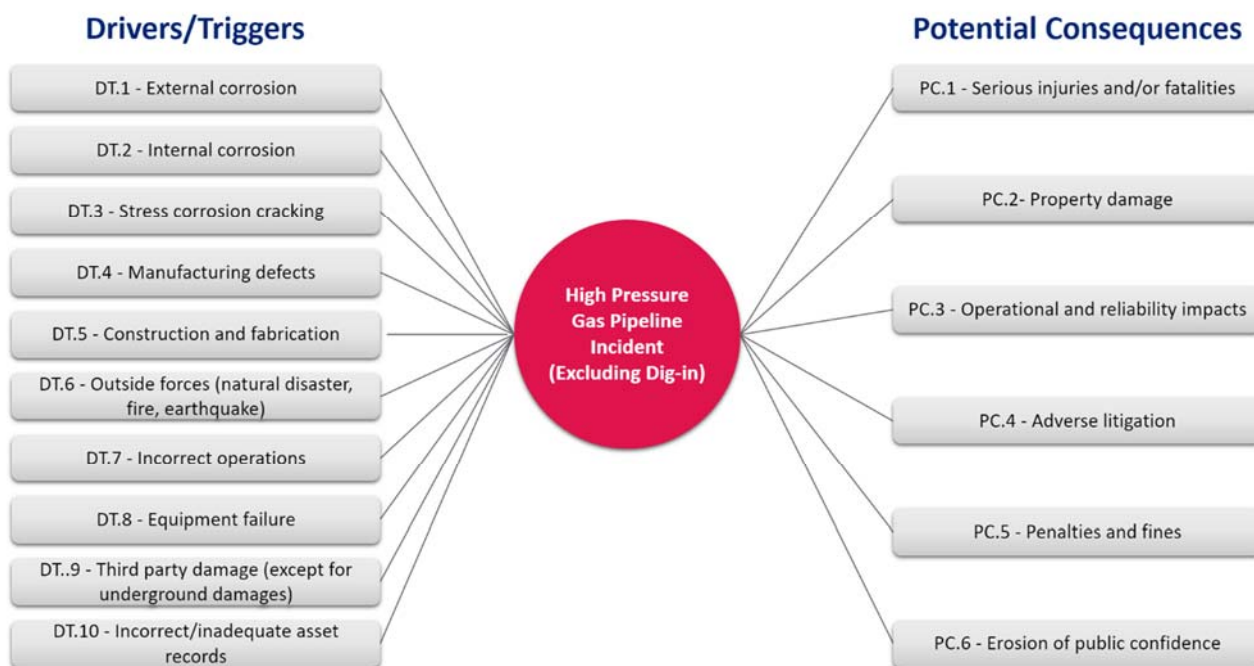 Drivers/Triggers
DT.1 - External corrosion
DT.2 - Internal corrosion
DT.3 - Stress corrosion cracking
DT.4 - Manufacturing defects
DT.5 - Construction and fabrication
DT.6 - Outside forces (natural disaster,
fire, earthquake)
DT.7 - Incorrect operations
DT.8 - Equipment failure
DT..9 - Third party damage (except for
underground damages)
DT.10 - Incorrect/inadequate asset
records
High Pressure
Gas Pipeline
Incident
(Excluding Dig-in)
Potential Consequences
PC.1 - Serious injuries and/or fatalities
PC.2- Property damage
PC.3 - Operational and reliability impacts
PC.4 - Adverse litigation
PC.5 - Penalties and fines
PC.6 - Erosion of public confidence